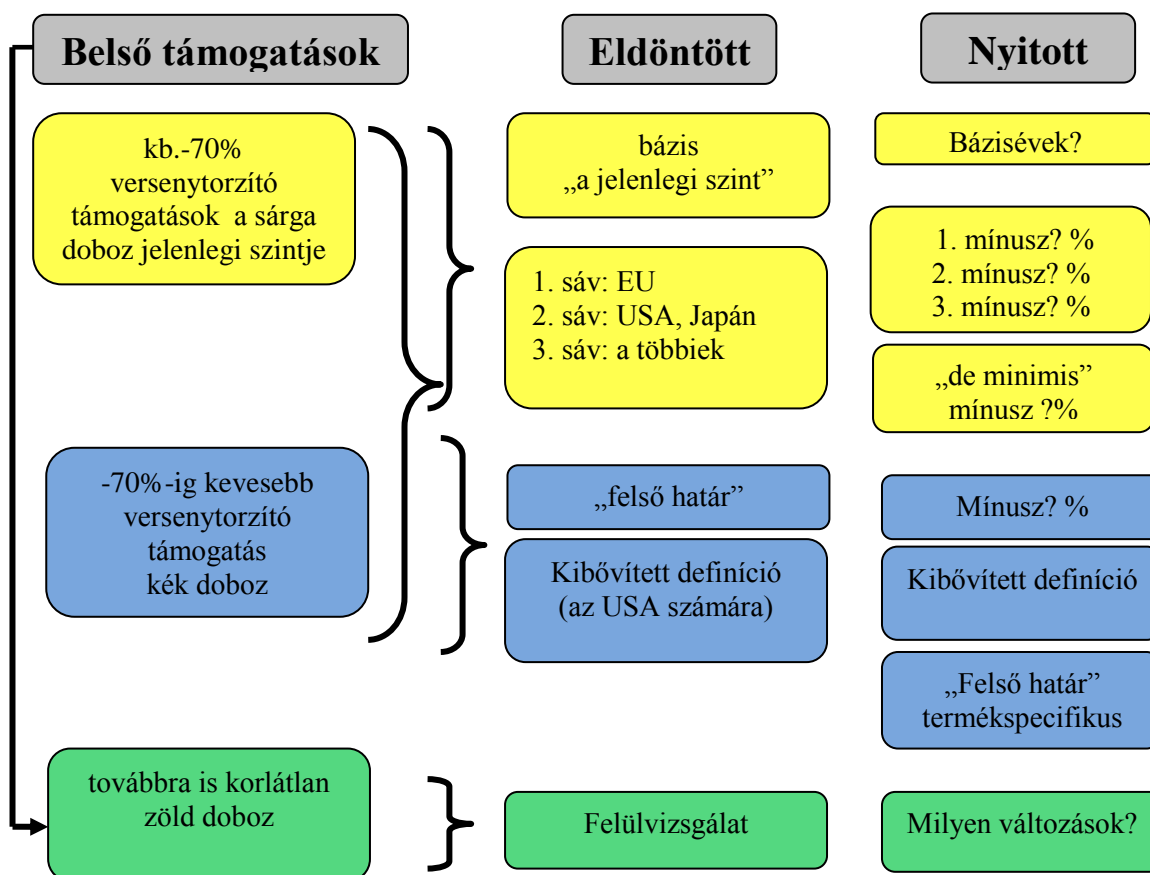 Belső támogatások
Eldöntött
Nyitott
kb.-70%
versenytorzító
támogatások a sárga
doboz jelenlegi szintje
bázis
„a jelenlegi szint”
Bázisévek?
1. sáv: EU
2. sáv: USA, Japán
3. sáv: a többiek
1. mínusz? %
2. mínusz? %
3. mínusz? %
„de minimis”
mínusz ?%
-70%-ig kevesebb
versenytorzító
támogatás
kék doboz
„felső határ”
Mínusz? %
Kibővített definíció
(az USA számára)
Kibővített definíció
„Felső határ”
termékspecifikus
továbbra is korlátlan
zöld doboz
Felülvizsgálat
Milyen változások?